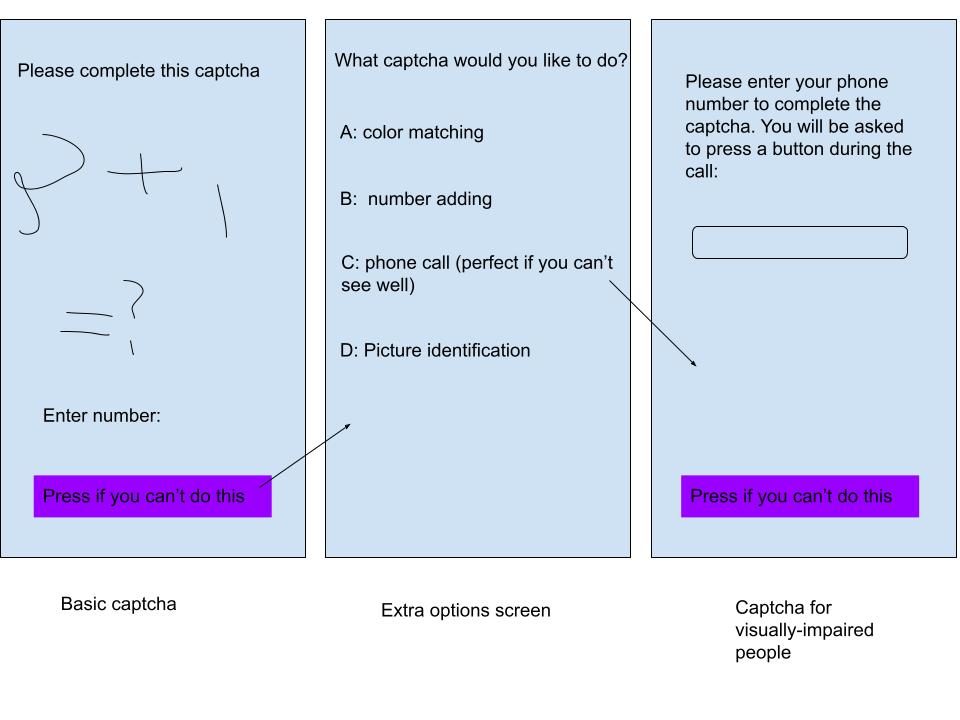 Please complete this captcha
+ 1
= ?
Enter number:
Press if you can't do this
Basic captcha
What captcha would you like to do?
A: color matching
B: number adding
C: phone call (perfect if you can't
see well)
D: Picture identification
Extra options screen
Please enter your phone
number to complete the
captcha. You will be asked
to press a button during the
call:
Press if you can't do this
Captcha for
visually-impaired
people